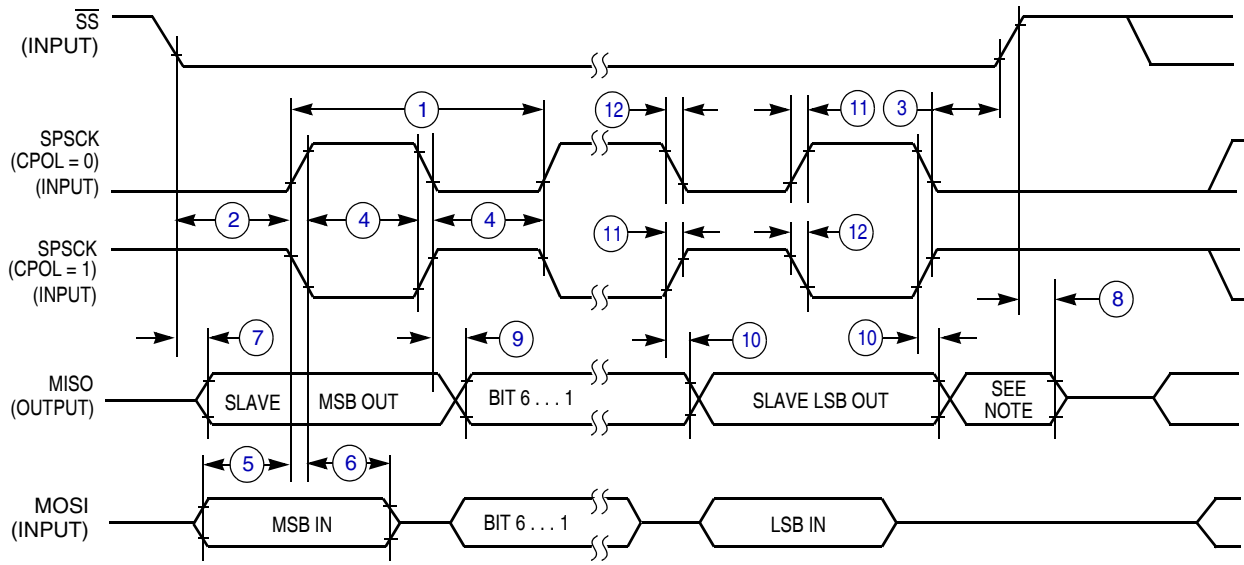 SS
(INPUT)
1
12
11
3
SPSCK
(CPOL = 0)
(INPUT)
2
4
4
11
12
SPSCK
(CPOL = 1)
(INPUT)
7
9
10
10
8
MISO
(OUTPUT)
SLAVE MSB OUT
BIT 6 . . . 1
SLAVE LSB OUT
SEE
NOTE
5
6
MOSI
(INPUT)
MSB IN
BIT 6 . . . 1
LSB IN